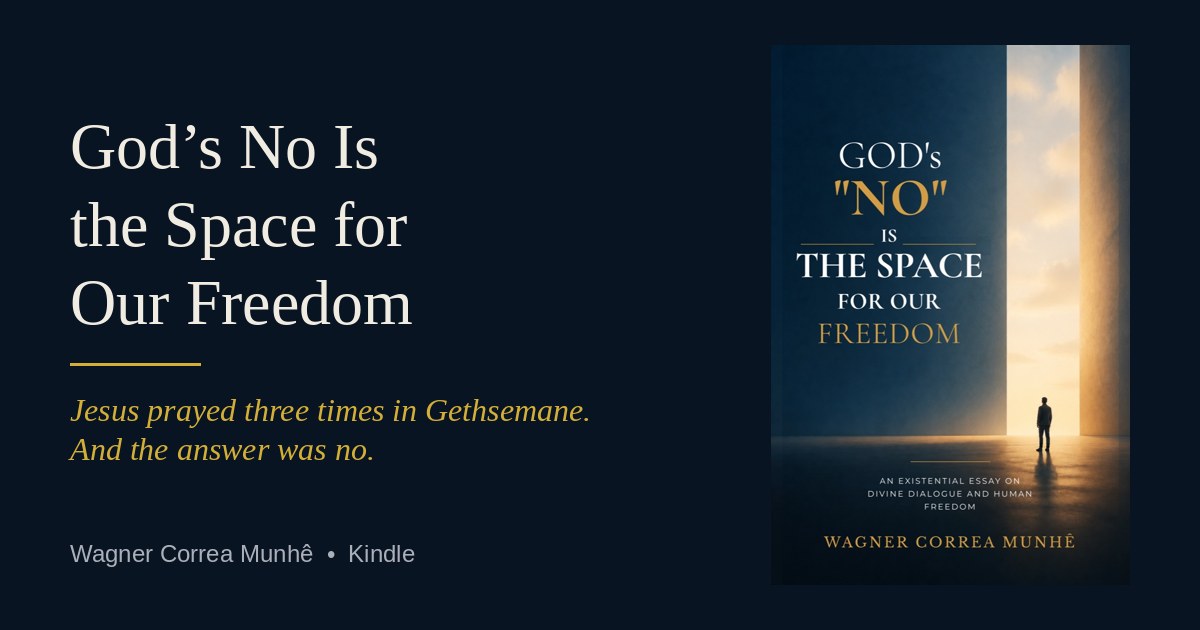 God’s No Is
the Space for
Our Freedom
Jesus prayed three times in Gethsemane.
And the answer was no.
Wagner Correa Munhê • Kindle
GOD's
"NO"
IS
THE SPACE
FOR OUR
FREEDOM
AN EXISTENTIAL ESSAY ON
DIVINE DIALOGUE AND HUMAN
FREEDOM
WAGNER CORREA MUNHÊ